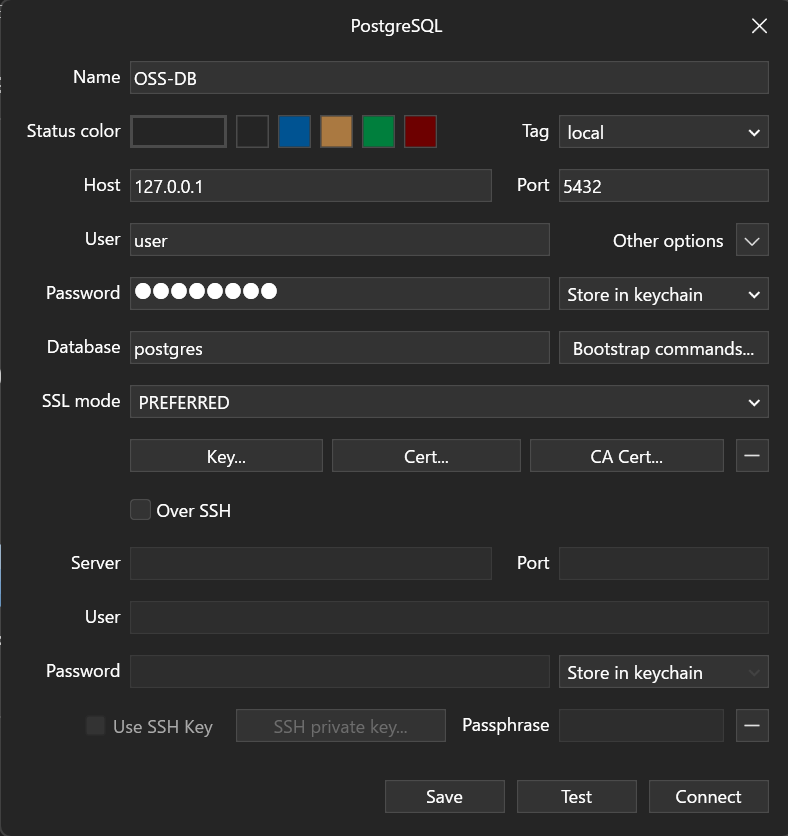 PostgreSQL
Name OSS-DB
Status color Tag local
Host 127.0.0.1 Port 5432
User user Other options
Password ●●●●●●●● Store in keychain
Database postgres Bootstrap commands...
SSL mode PREFERRED
Key... Cert... CA Cert...
Over SSH
Server Port
User
Password Store in keychain
Use SSH Key SSH private key... Passphrase
Save Test Connect